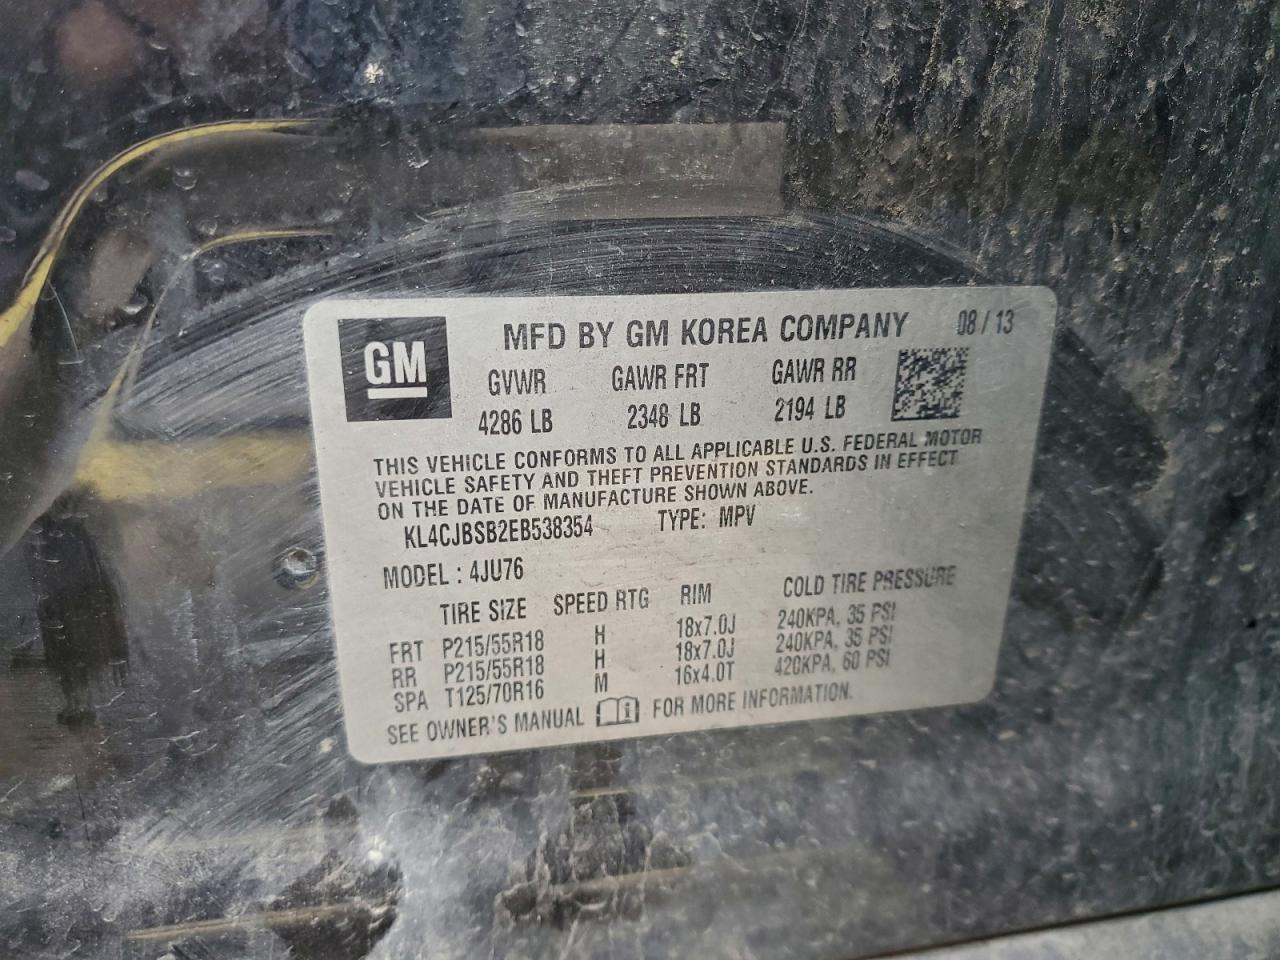 GM
MFD BY GM KOREA COMPANY 08 / 13
GVWR GAWR FRT GAWR RR
4286 LB 2348 LB 2194 LB
THIS VEHICLE CONFORMS TO ALL APPLICABLE U.S. FEDERAL MOTOR
VEHICLE SAFETY AND THEFT PREVENTION STANDARDS IN EFFECT
ON THE DATE OF MANUFACTURE SHOWN ABOVE.
KL4CJBSB2EB538354 TYPE: MPV
MODEL : 4JU76
TIRE SIZE SPEED RTG RIM COLD TIRE PRESSURE
FRT P215/55R18 H 18x7.0J 240KPA, 35 PSI
RR P215/55R18 H 18x7.0J 240KPA, 35 PSI
SPA T125/70R16 M 16x4.0T 420KPA, 60 PSI
SEE OWNER'S MANUAL i FOR MORE INFORMATION.